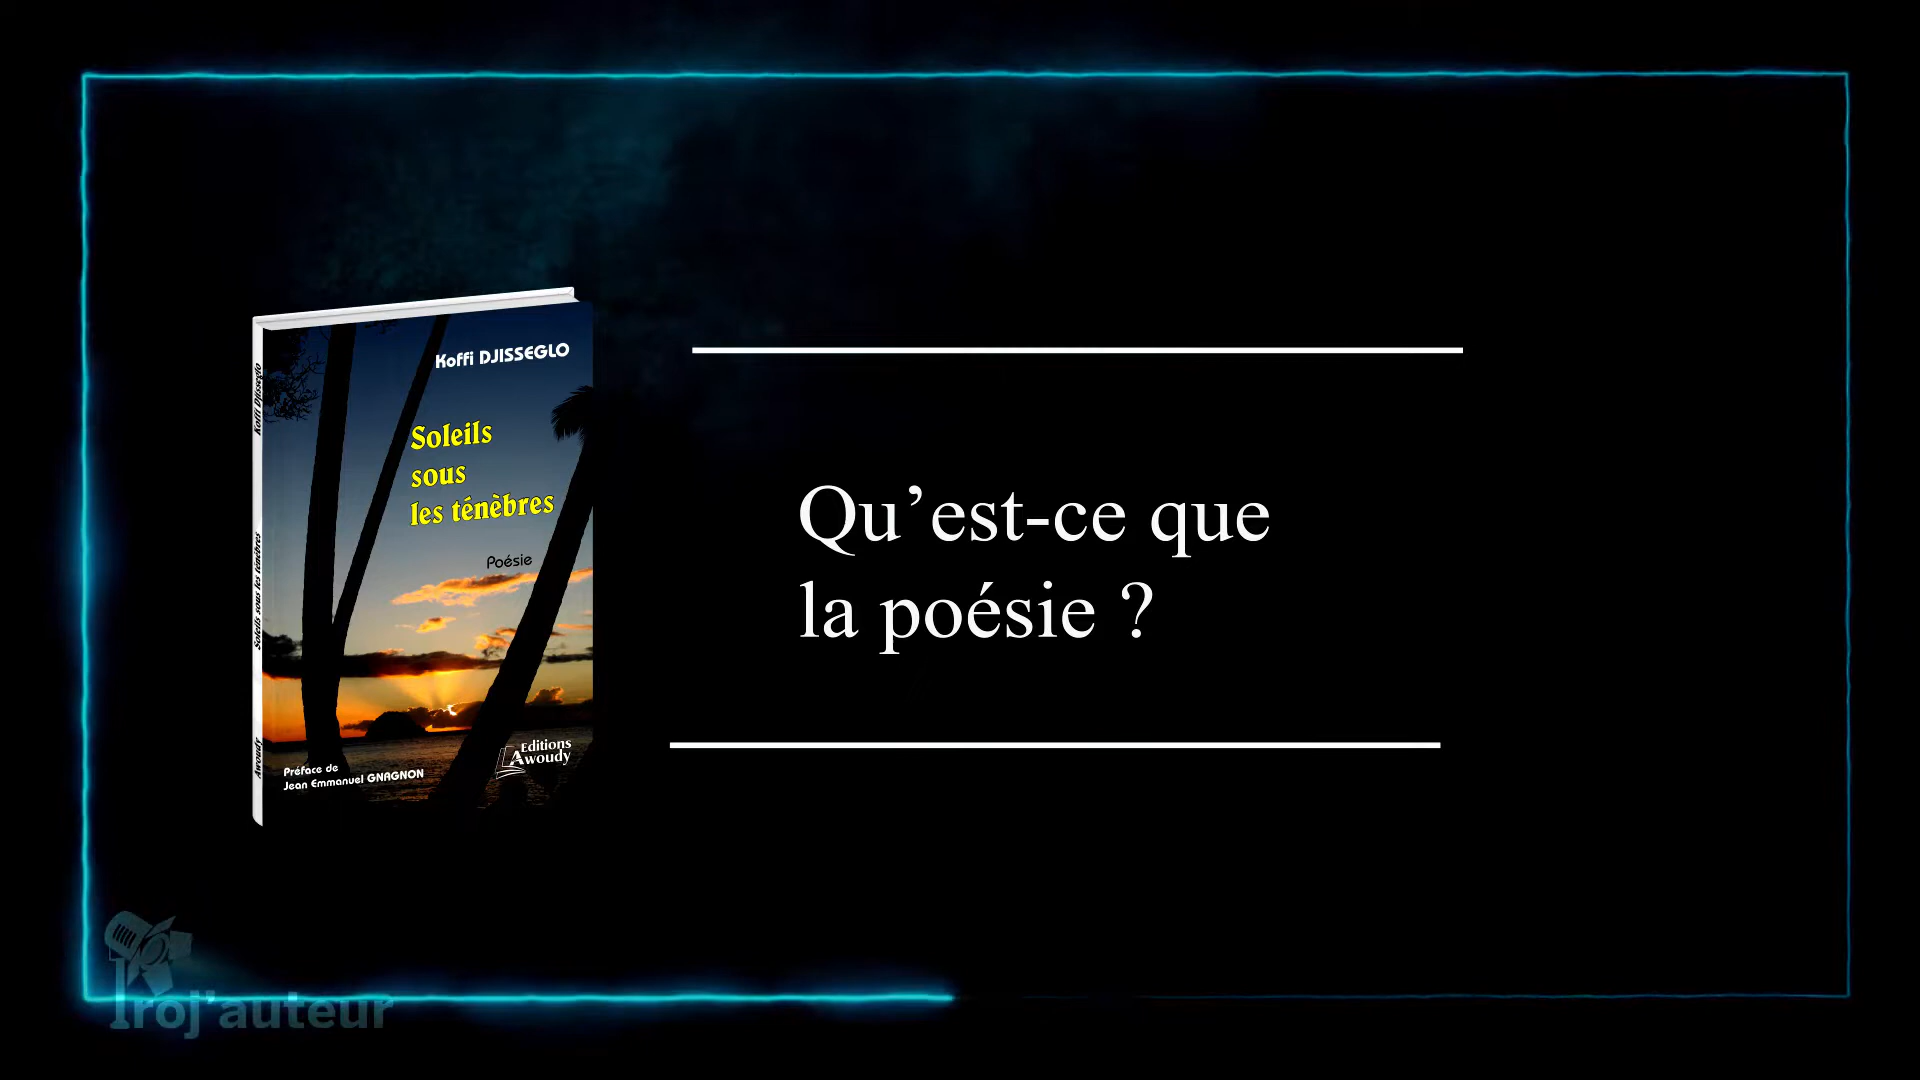 Koffi DJISSEGLO
Soleils
sous
les ténèbres
Poésie
Préface de
Jean Emmanuel GNAGNON
Editions
Awoudy
Koffi Djisseglo
Soleils sous les ténèbres
Awoudy
Qu’est-ce que
la poésie ?
Proj'auteur